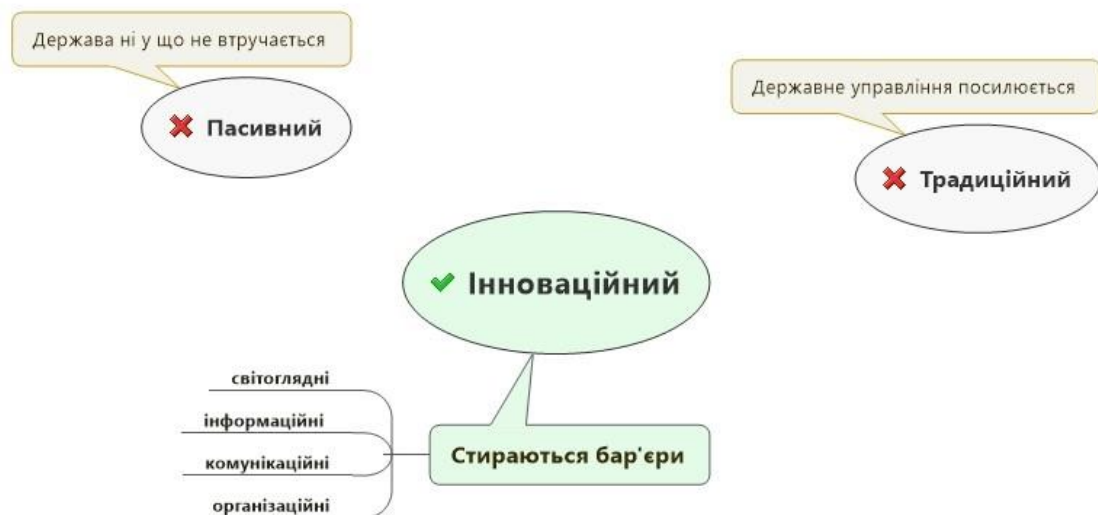 Держава ні у що не втручається
Пасивний
Державне управління посилюється
Традиційний
Інноваційний
світоглядні
інформаційні
комунікаційні
організаційні
Стираються бар'єри